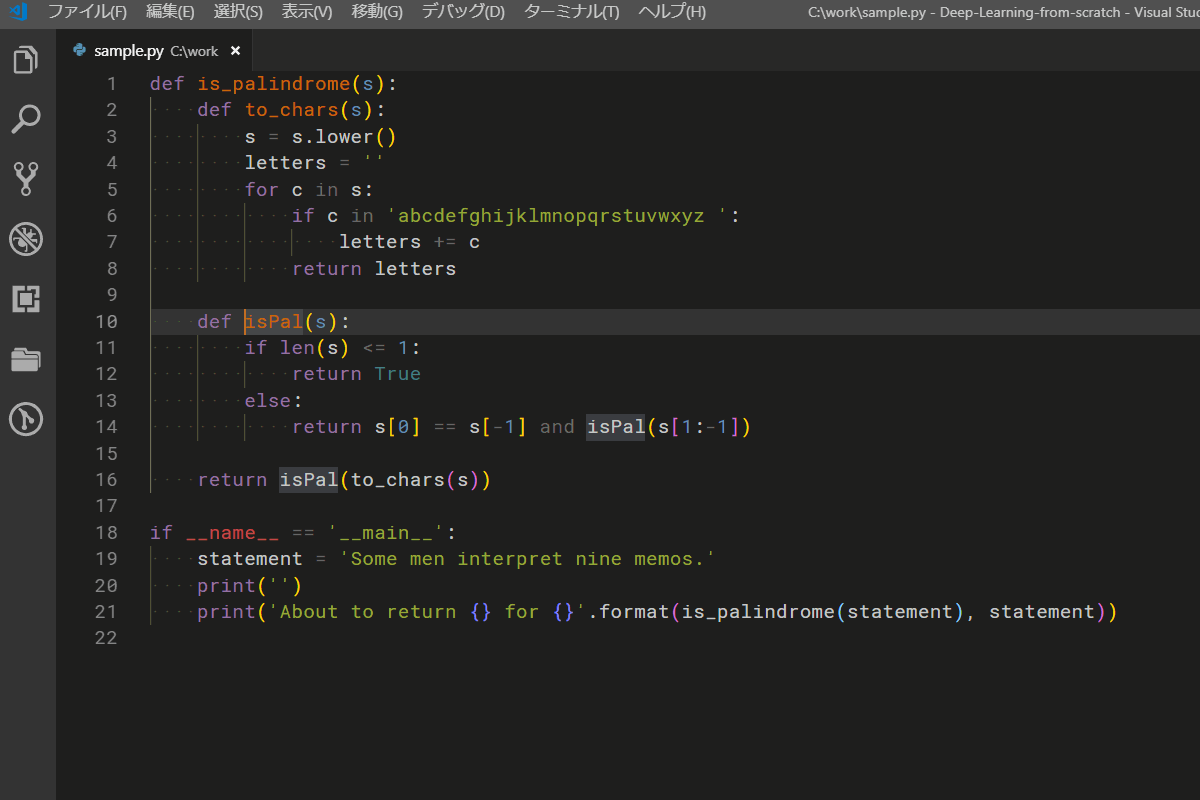 ファイル(F) 編集(E) 選択(S) 表示(V) 移動(G) デバッグ(D) ターミナル(T) ヘルプ(H) C:\work\sample.py - Deep-Learning-from-scratch - Visual Stu
sample.py C:\work ×
1 def is_palindrome(s):
2     def to_chars(s):
3         s = s.lower()
4         letters = ''
5         for c in s:
6             if c in 'abcdefghijklmnopqrstuvwxyz ':
7                 letters += c
8             return letters
9
10     def isPal(s):
11         if len(s) <= 1:
12             return True
13         else:
14             return s[0] == s[-1] and isPal(s[1:-1])
15
16     return isPal(to_chars(s))
17
18 if __name__ == '__main__':
19     statement = 'Some men interpret nine memos.'
20     print('')
21     print('About to return {} for {}'.format(is_palindrome(statement), statement))
22